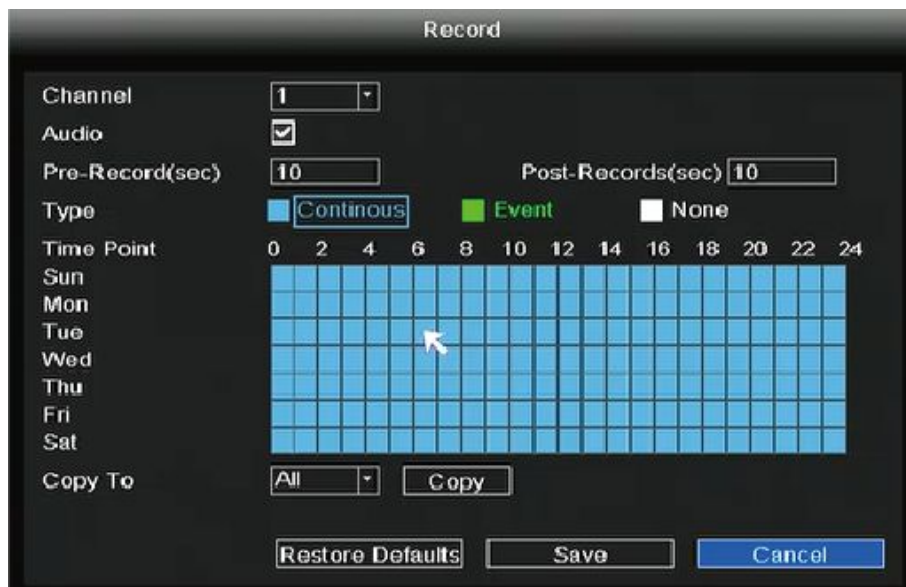 Record
Channel 1
Audio
Pre-Record(sec) 10 Post-Records(sec) 10
Type Continous Event None
Time Point 0 2 4 6 8 10 12 14 16 18 20 22 24
Sun
Mon
Tue
Wed
Thu
Fri
Sat
Copy To All Copy
Restore Defaults Save Cancel